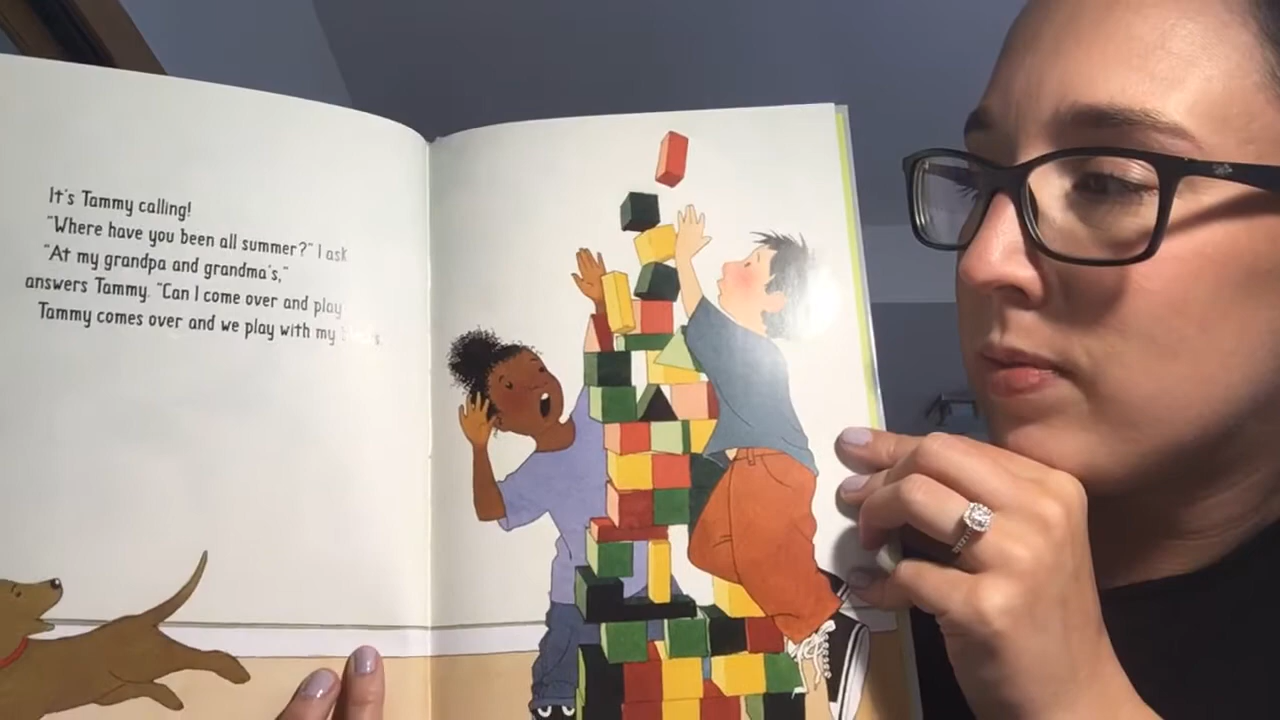 It's Tammy calling!
"Where have you been all summer?" I ask
"At my grandpa and grandma's,"
answers Tammy. "Can I come over and play
Tammy comes over and we play with my